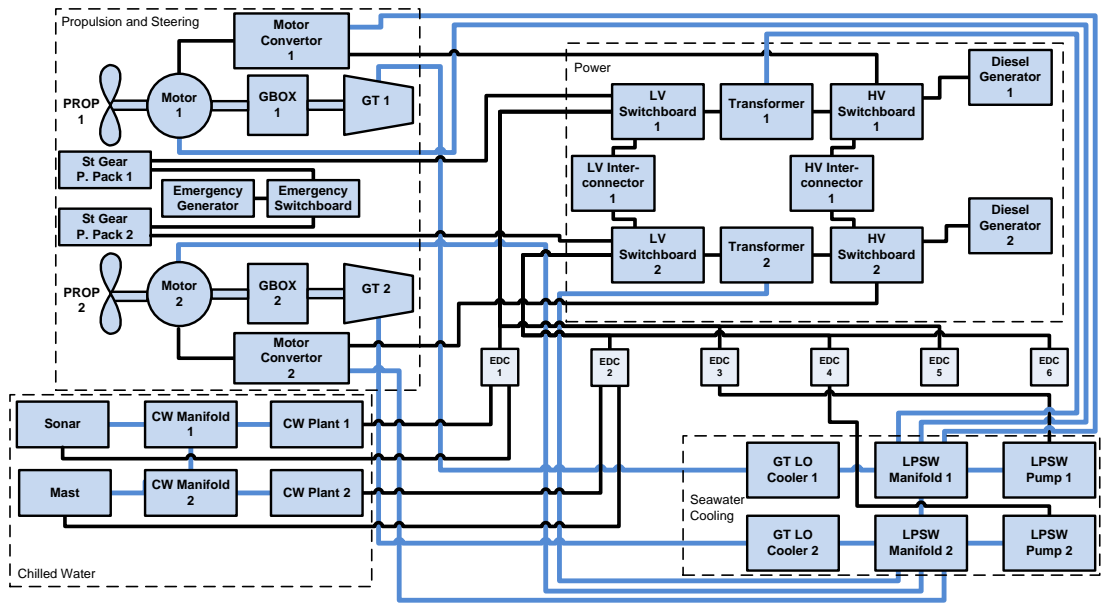 Propulsion and Steering
Motor
Convertor
1
PROP
1
Motor
1
GBOX
1
GT 1
St Gear
P. Pack 1
Emergency
Generator
Emergency
Switchboard
St Gear
P. Pack 2
PROP
2
Motor
2
GBOX
2
GT 2
Motor
Convertor
2
Power
LV
Switchboard
1
Transformer
1
HV
Switchboard
1
Diesel
Generator
1
LV Inter-
connector
1
HV Inter-
connector
1
LV
Switchboard
2
Transformer
2
HV
Switchboard
2
Diesel
Generator
2
EDC
1
EDC
2
EDC
3
EDC
4
EDC
5
EDC
6
Sonar
CW Manifold
1
CW Plant 1
Mast
CW Manifold
2
CW Plant 2
Chilled Water
GT LO
Cooler 1
LPSW
Manifold 1
LPSW
Pump 1
Seawater
Cooling
GT LO
Cooler 2
LPSW
Manifold 2
LPSW
Pump 2